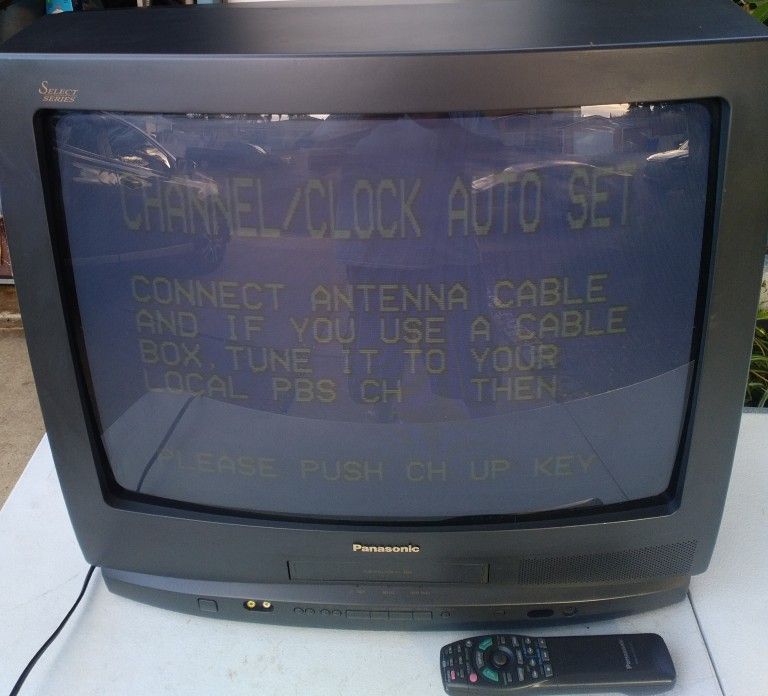 SELECT
SERIES
CHANNEL/CLOCK AUTO SET
CONNECT ANTENNA CABLE
AND IF YOU USE A CABLE
BOX, TUNE IT TO YOUR
LOCAL PBS CH THEN
PLEASE PUSH CH UP KEY
Panasonic
Panasonic